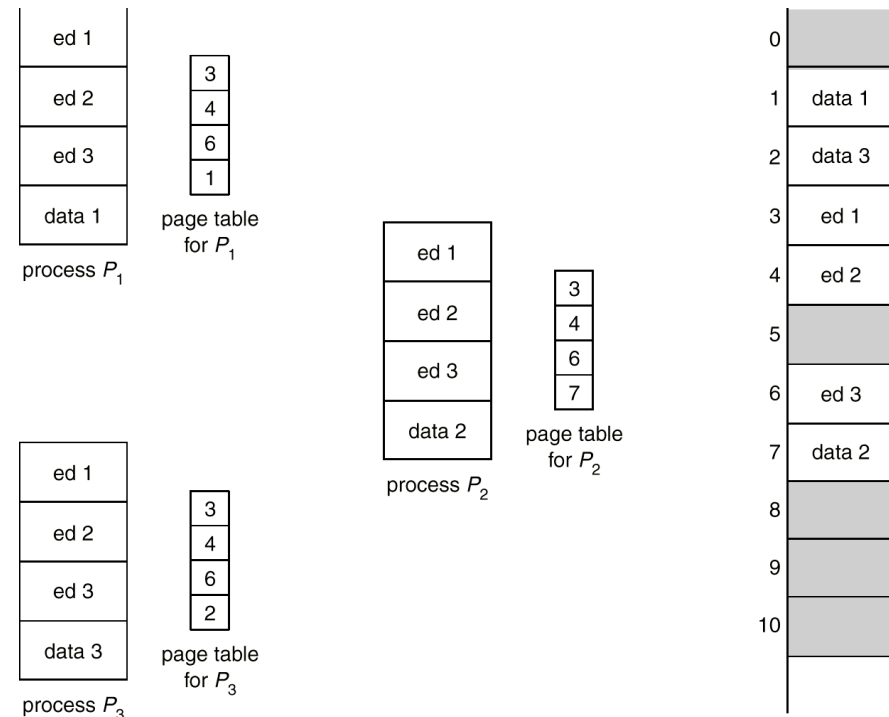 ed 1
ed 2
ed 3
data 1
process P1
3
4
6
1
page table
for P1
ed 1
ed 2
ed 3
data 2
process P2
3
4
6
7
page table
for P2
ed 1
ed 2
ed 3
data 3
process P3
3
4
6
2
page table
for P3
0
1 data 1
2 data 3
3 ed 1
4 ed 2
5
6 ed 3
7 data 2
8
9
10